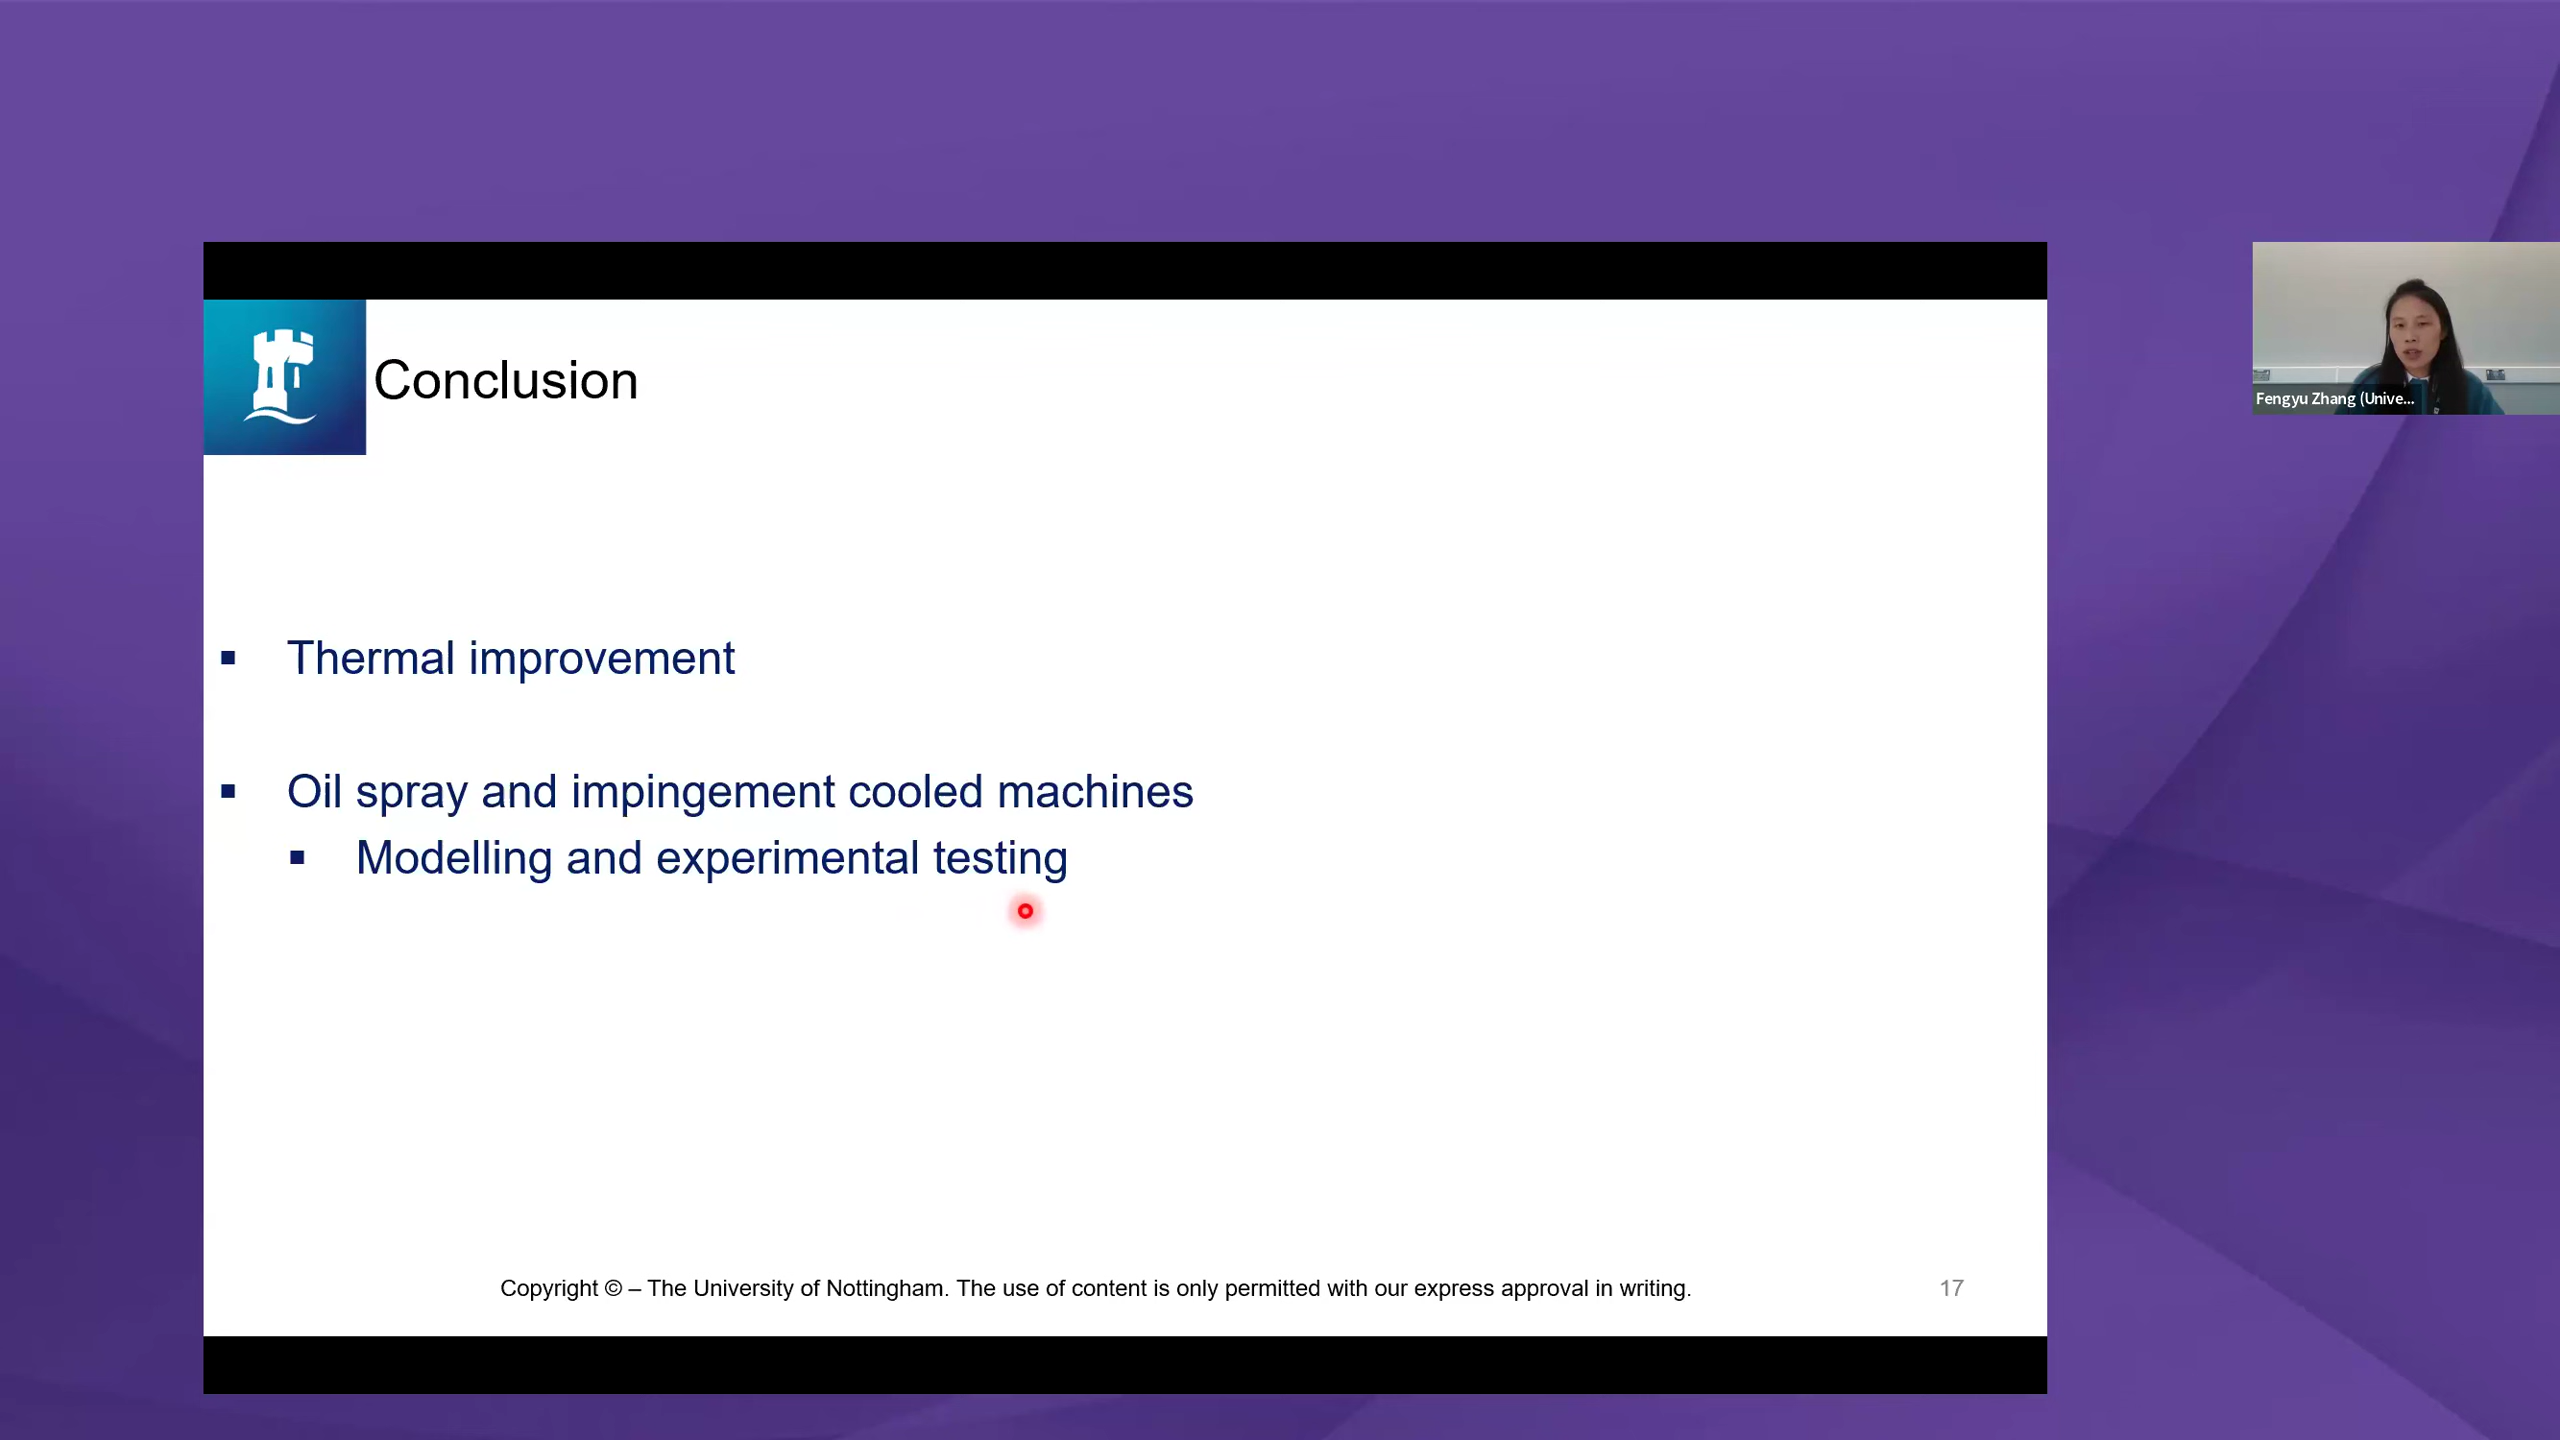 Conclusion
Fengyu Zhang (Unive...
▪ Thermal improvement
▪ Oil spray and impingement cooled machines
▪ Modelling and experimental testing
Copyright © – The University of Nottingham. The use of content is only permitted with our express approval in writing.
17